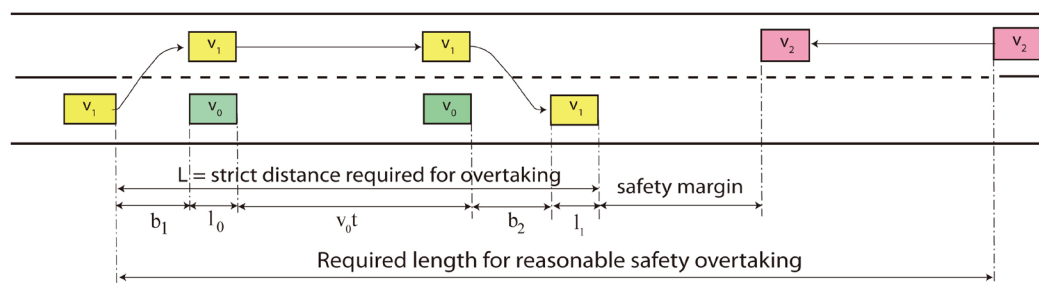 v₁ v₁ v₂ v₂
v₁ v₀ v₀ v₁
L = strict distance required for overtaking
safety margin
b₁ l₀ v₀t b₂ l₁
Required length for reasonable safety overtaking